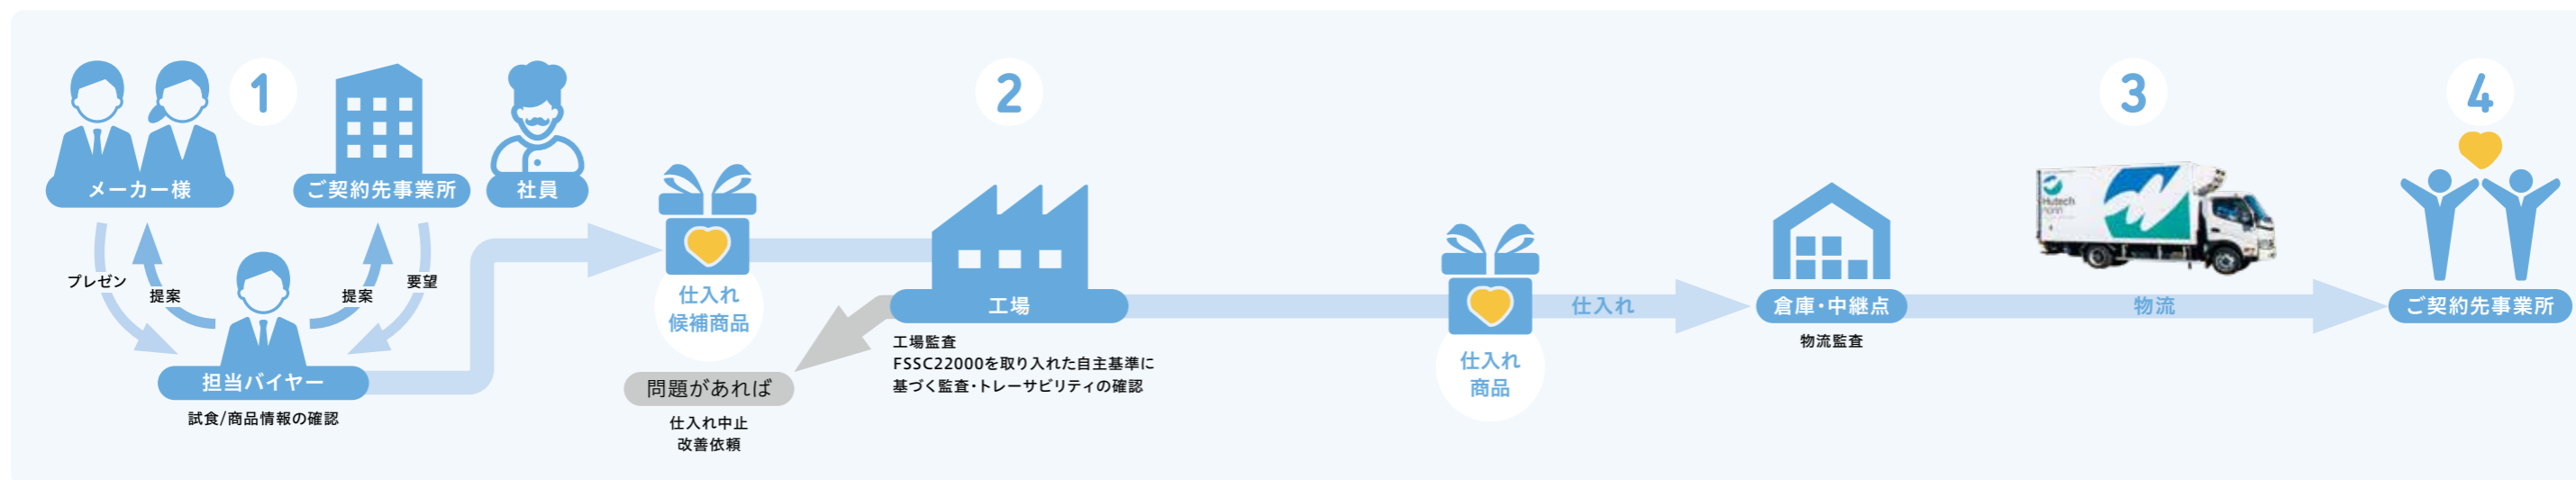 1
メーカー様
ご契約先事業所
社員
プレゼン
提案
提案
要望
担当バイヤー
試食/商品情報の確認
仕入れ
候補商品
問題があれば
仕入れ中止
改善依頼
2
工場
工場監査
FSSC22000を取り入れた自主基準に
基づく監査・トレーサビリティの確認
仕入れ
商品
仕入れ
倉庫・中継点
物流監査
3
Hutech
norin
物流
4
ご契約先事業所